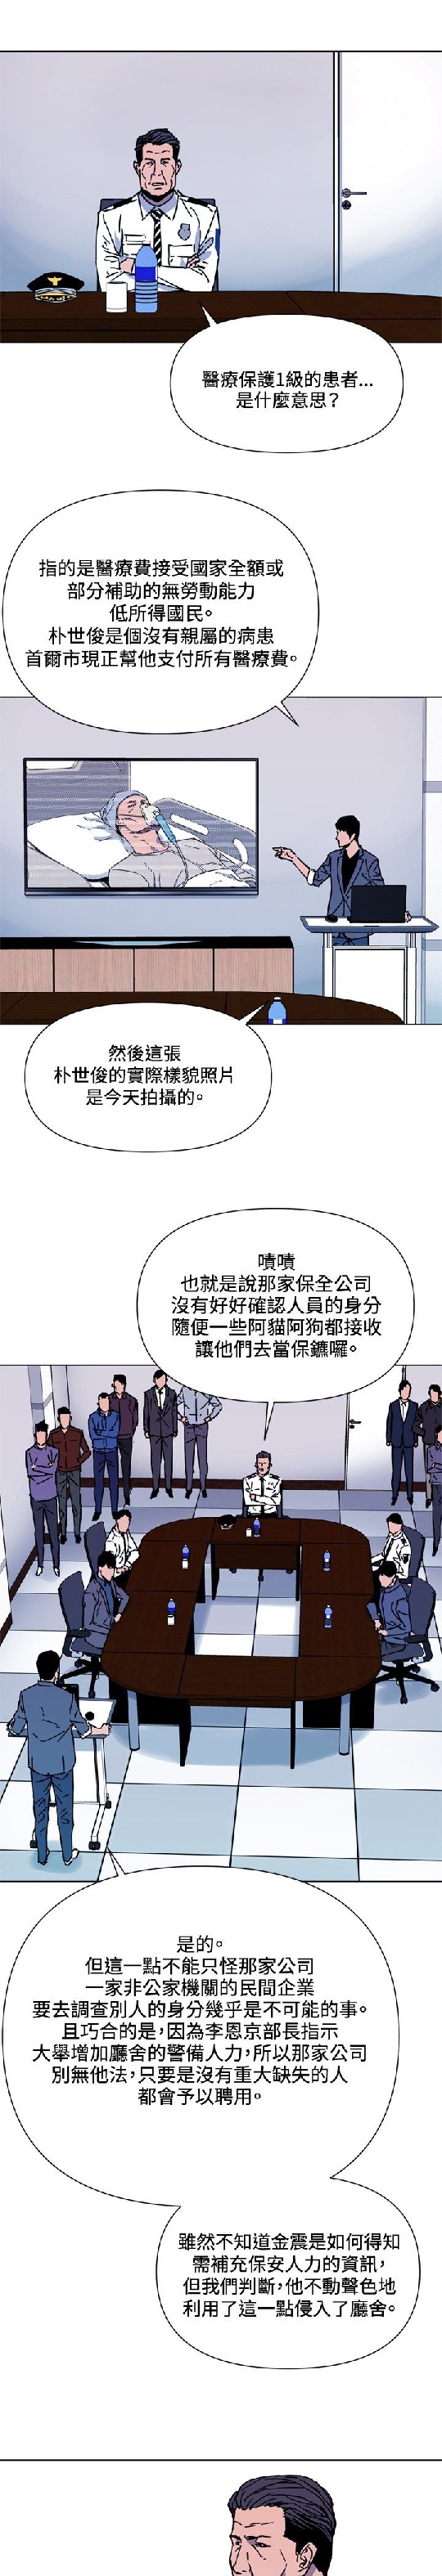 醫療保護1級的患者...
是什麼意思?
指的是醫療費接受國家全額或
部分補助的無勞動能力
低所得國民。
朴世俊是個沒有親屬的病患
首爾市現正幫他支付所有醫療費。
然後這張
朴世俊的實際樣貌照片
是今天拍攝的。
嘖嘖
也就是說那家保全公司
沒有好好確認人員的身分
隨便一些阿貓阿狗都接收
讓他們去當保鑣囉。
是的。
但這一點不能只怪那家公司
一家非公家機關的民間企業
要去調查別人的身分幾乎是不可能的事。
且巧合的是,因為李恩京部長指示
大舉增加廳舍的警備人力,所以那家公司
別無他法,只要是沒有重大缺失的人
都會予以聘用。
雖然不知道金震是如何得知
需補充保安人力的資訊,
但我們判斷,他不動聲色地
利用了這一點侵入了廳舍。